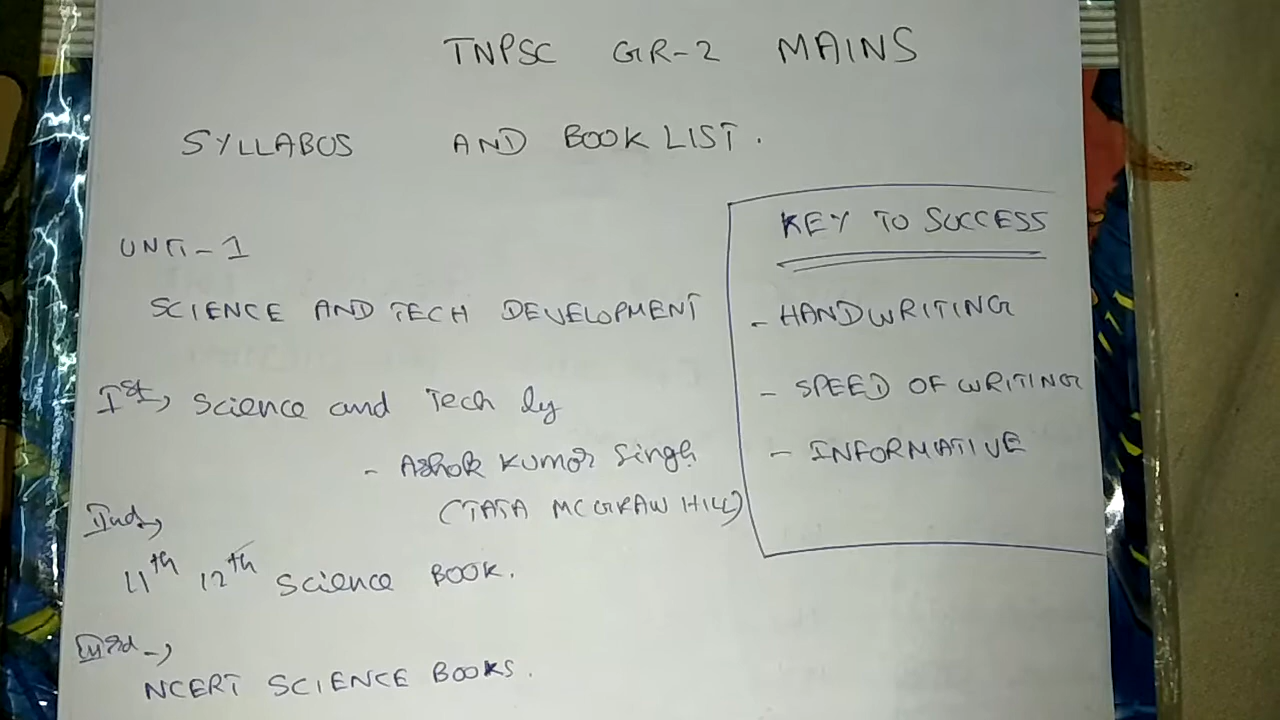 TNPSC GR-2 MAINS
SYLLABUS AND BOOK LIST.
UNIT-1
SCIENCE AND TECH DEVELOPMENT
Ist, Science and Tech by
- Ashok Kumar Singh
(TATA MCGRAW HILL)
IInd,
11th 12th Science BOOK.
IIIrd -,
NCERT SCIENCE BOOKS.
KEY TO SUCCESS
- HANDWRITING
- SPEED OF WRITING
- INFORMATIVE